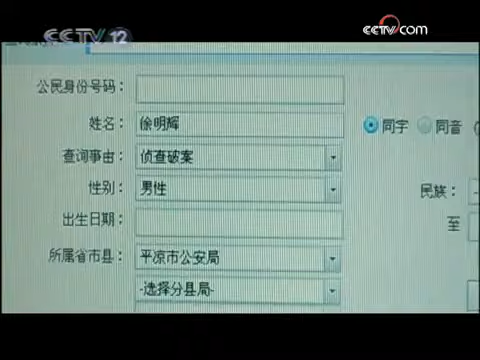 CCTV 12
CCTV.com
公民身份号码：
姓名： 徐明辉 同字 同音
查询事由： 侦查破案
性别： 男性 民族：
出生日期： 至
所属省市县： 平凉市公安局
-选择分县局-